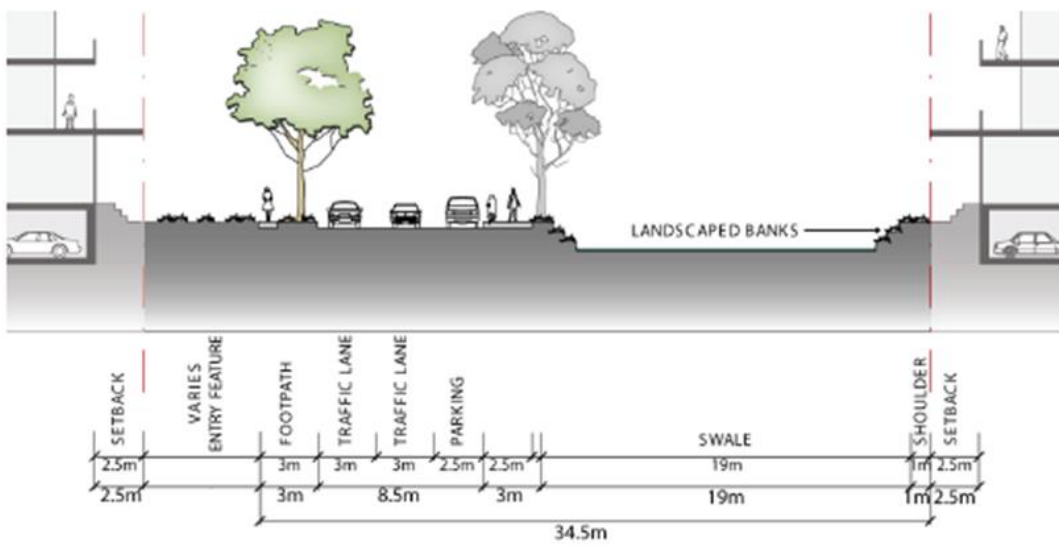 LANDSCAPED BANKS
SETBACK
VARIES
ENTRY FEATURE
FOOTPATH
TRAFFIC LANE
TRAFFIC LANE
PARKING
SWALE
SHOULDER
SETBACK
2.5m 3m 3m 3m 2.5m 2.5m 19m 1m 2.5m
2.5m 3m 8.5m 3m 19m 1m 2.5m
34.5m